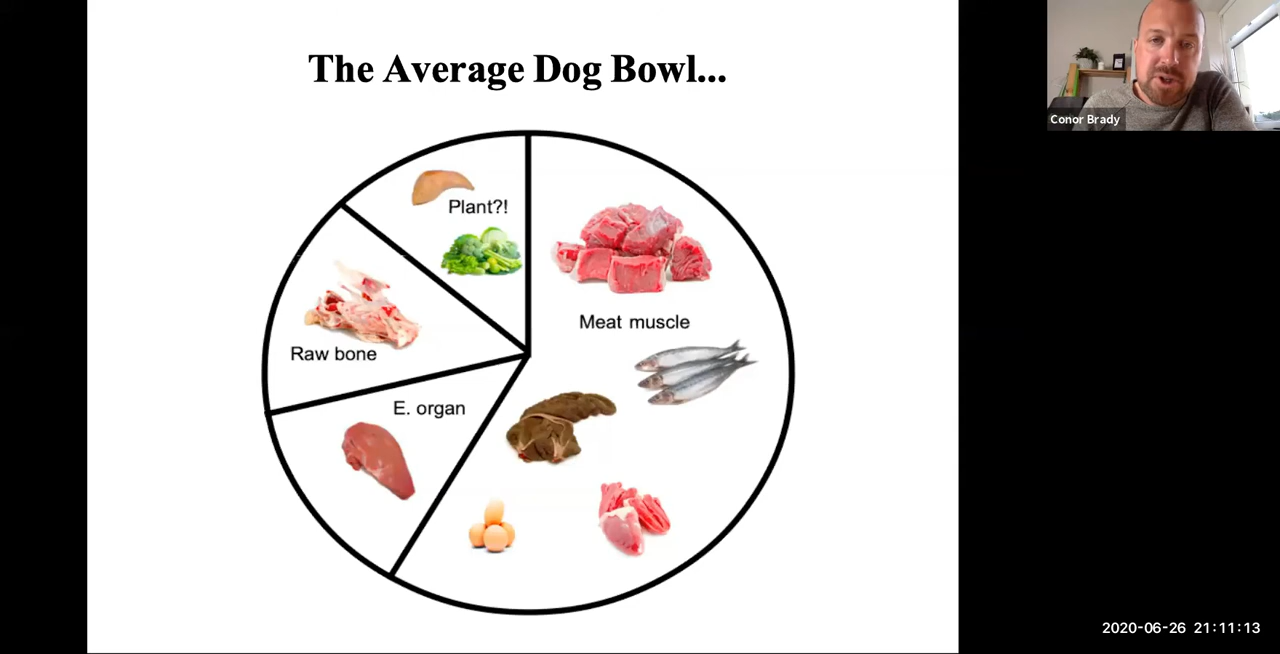 The Average Dog Bowl...
Conor Brady
Plant?!
Meat muscle
Raw bone
E. organ
2020-06-26 21:11:13